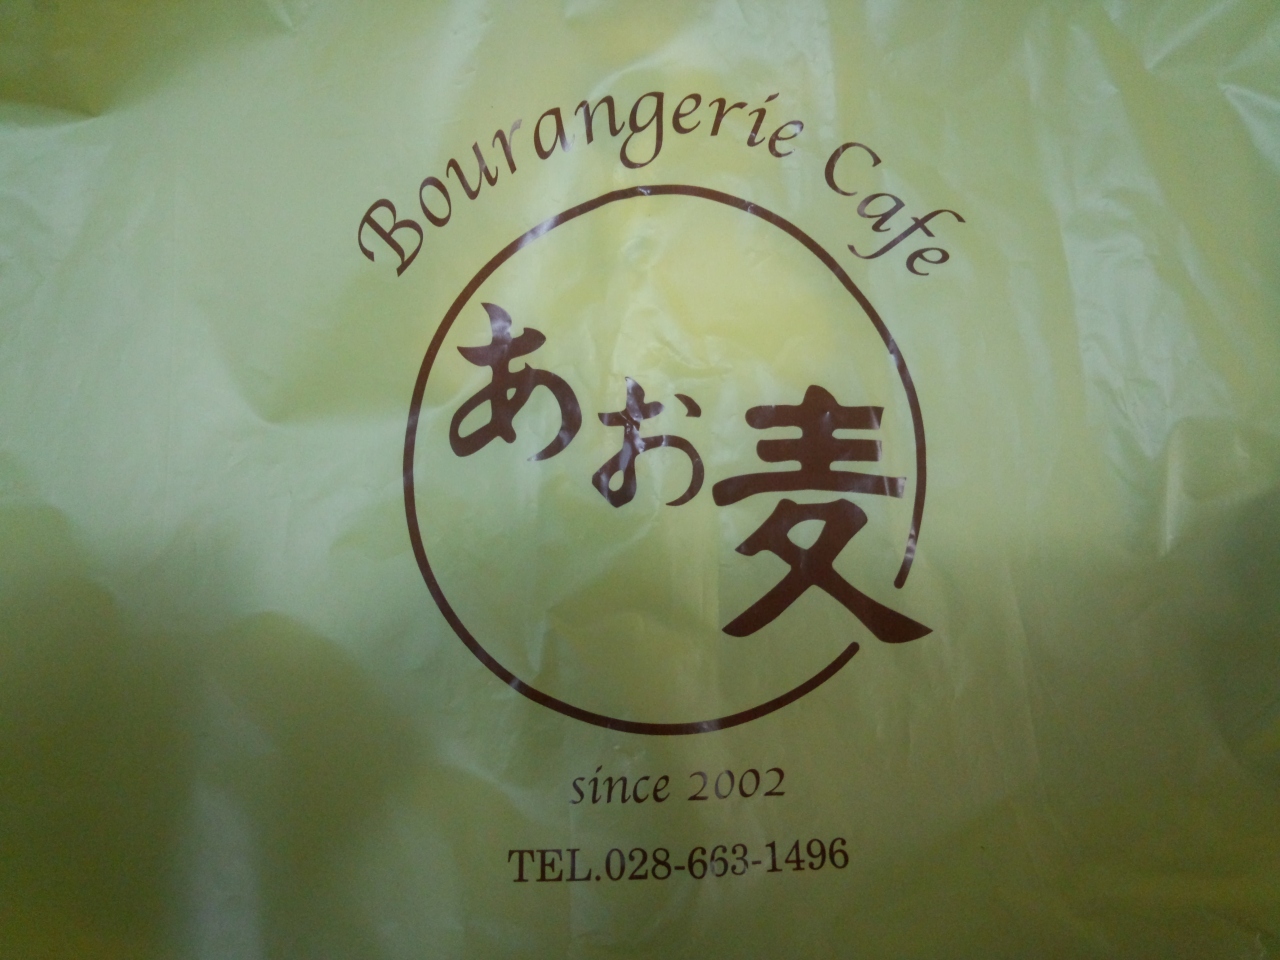 Bourangerie Cafe
あお麦
since 2002
TEL.028-663-1496